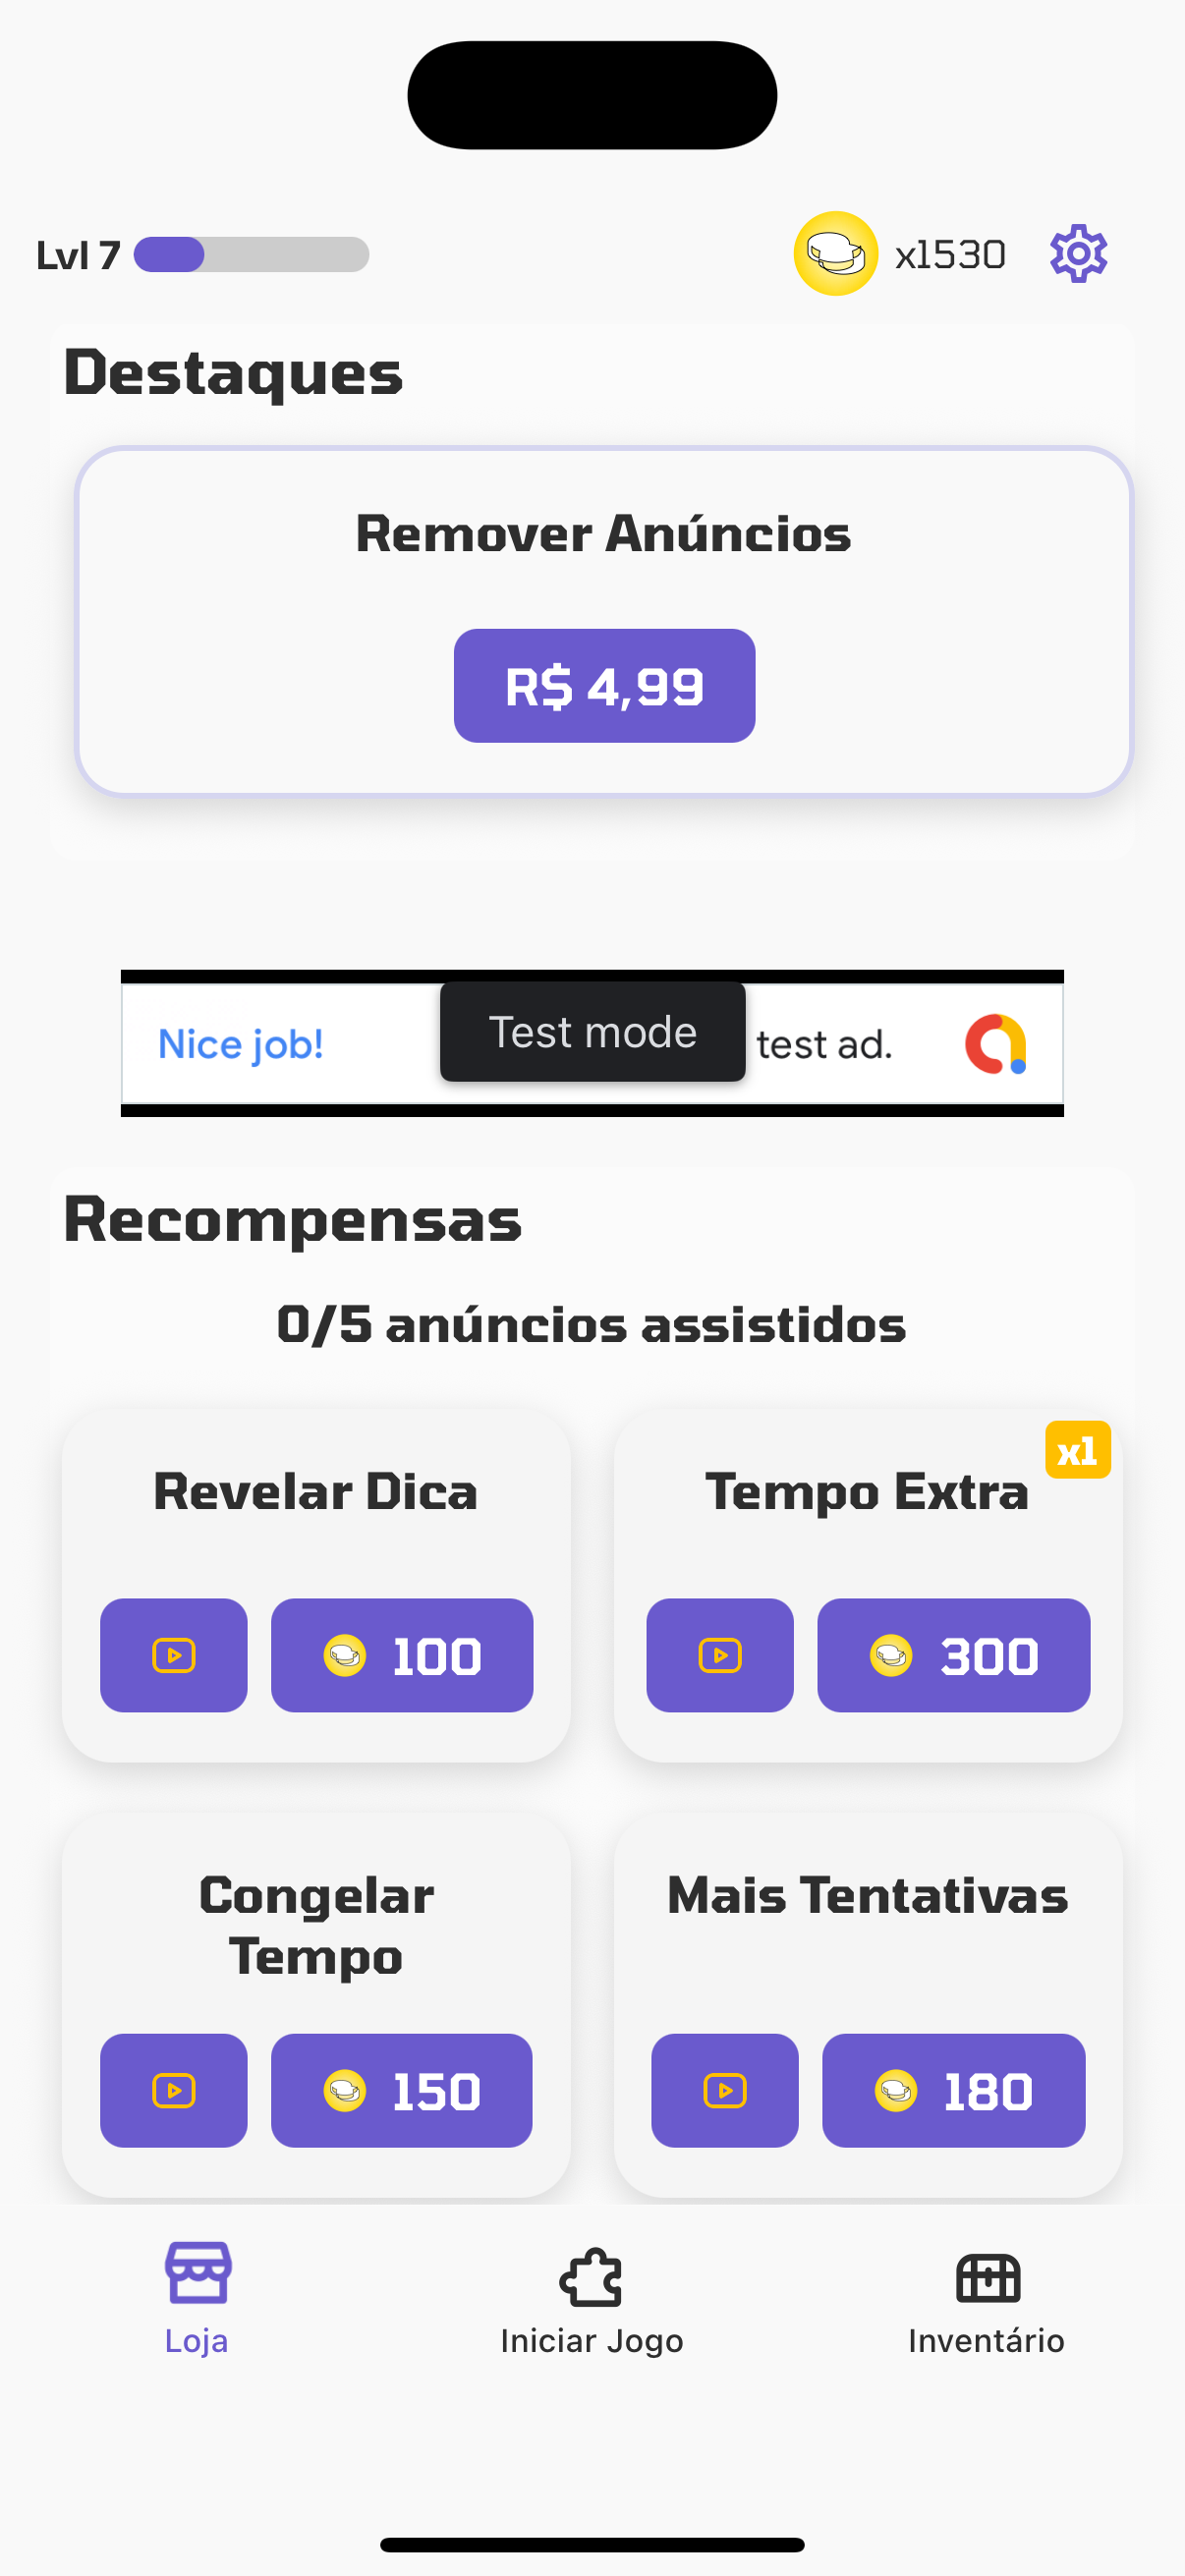 Lvl 7
x1530
Destaques
Remover Anúncios
R$ 4,99
Nice job!
Test mode
test ad.
Recompensas
0/5 anúncios assistidos
Revelar Dica
100
Tempo Extra
x1
300
Congelar
Tempo
150
Mais Tentativas
180
Loja
Iniciar Jogo
Inventário